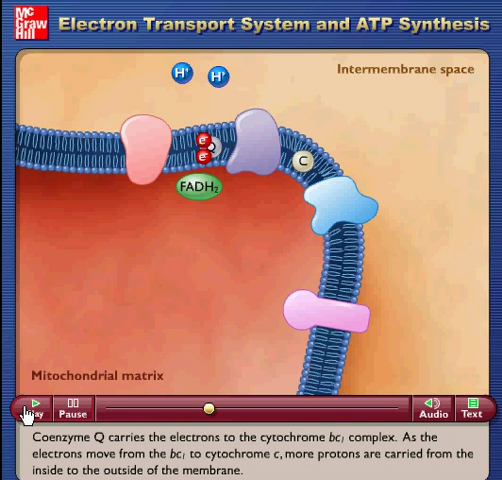 Mc
Graw
Hill
Electron Transport System and ATP Synthesis
H⁺ H⁺
Intermembrane space
e⁻
Q
e⁻
C
FADH₂
Mitochondrial matrix
Play Pause Audio Text
Coenzyme Q carries the electrons to the cytochrome bc₁ complex. As the
electrons move from the bc₁ to cytochrome c, more protons are carried from the
inside to the outside of the membrane.